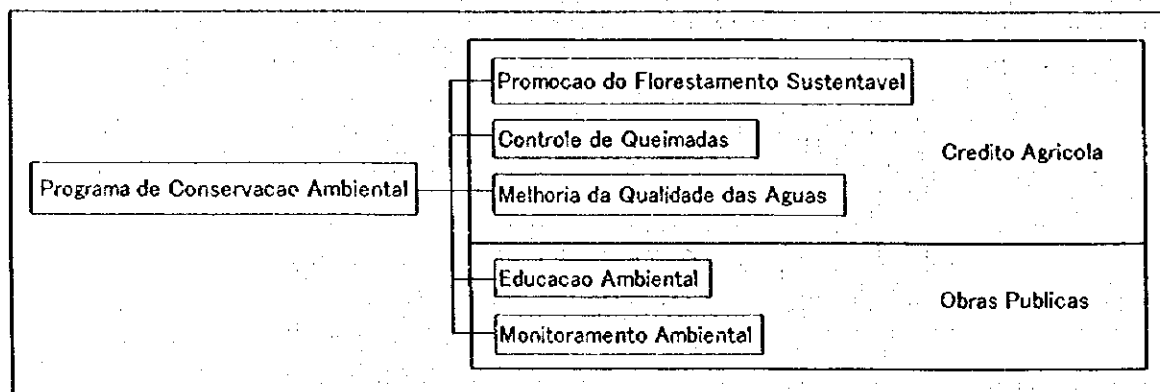 Promocao do Florestamento Sustentavel
Controle de Queimadas
Credito Agricola
Programa de Conservacao Ambiental
Melhoria da Qualidade das Aguas
Educacao Ambiental
Obras Publicas
Monitoramento Ambiental